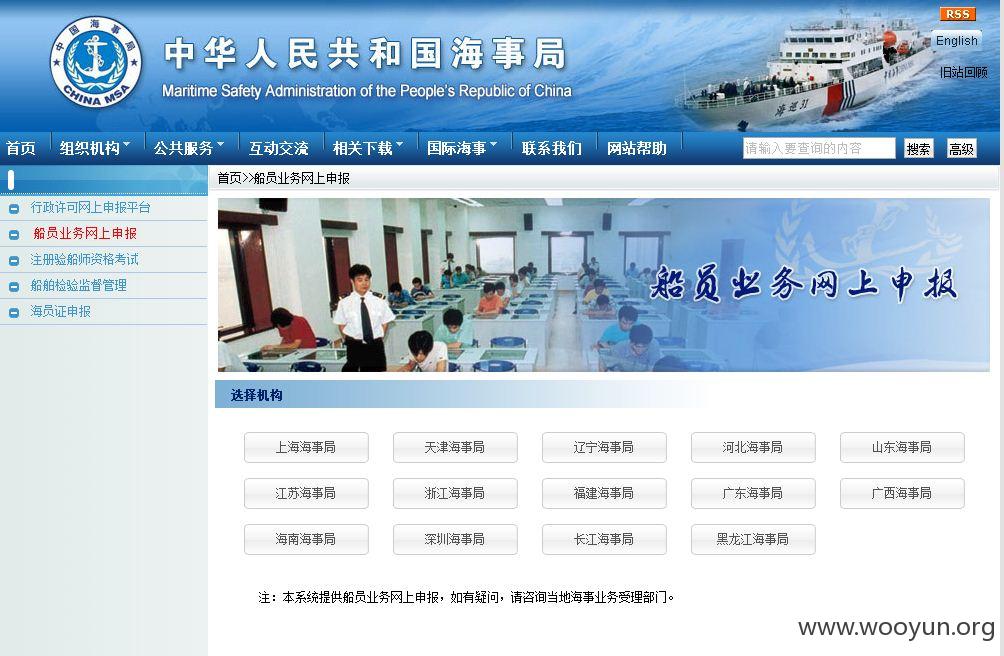 RSS
English
旧站回顾
中国海事局
CHINA MSA
中华人民共和国海事局
Maritime Safety Administration of the People's Republic of China
海巡31
首页 组织机构 公共服务 互动交流 相关下载 国际海事 联系我们 网站帮助 请输入要查询的内容 搜索 高级
首页>>船员业务网上申报
行政许可网上申报平台
船员业务网上申报
注册验船师资格考试
船舶检验监督管理
海员证申报
船员业务网上申报
选择机构
上海海事局 天津海事局 辽宁海事局 河北海事局 山东海事局
江苏海事局 浙江海事局 福建海事局 广东海事局 广西海事局
海南海事局 深圳海事局 长江海事局 黑龙江海事局
注：本系统提供船员业务网上申报，如有疑问，请咨询当地海事业务受理部门。
www.wooyun.org